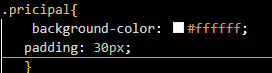 .pricipal{
background-color: #ffffff;
padding: 30px;
}